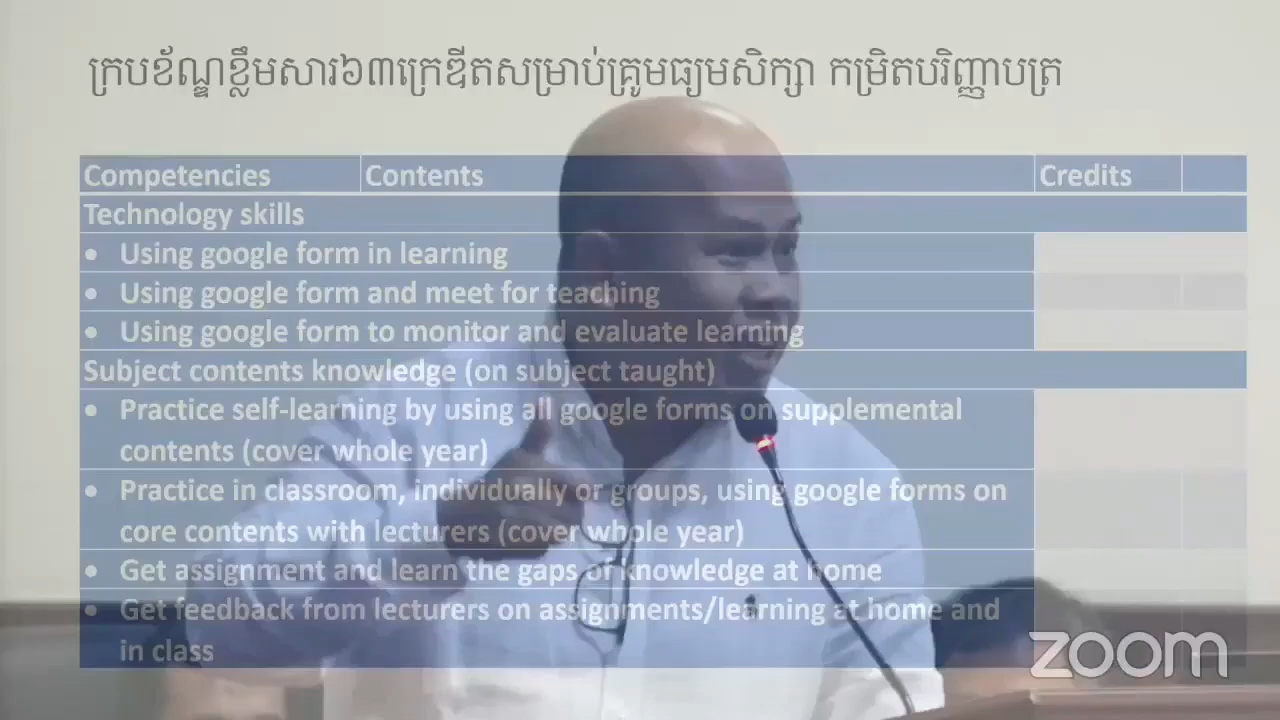 ក្របខ័ណ្ឌខ្លឹមសារ៦៣ក្រេឌីតសម្រាប់គ្រូមធ្យមសិក្សា កម្រិតបរិញ្ញាបត្រ
Competencies Contents Credits
Technology skills
• Using google form in learning
• Using google form and meet for teaching
• Using google form to monitor and evaluate learning
Subject contents knowledge (on subject taught)
• Practice self-learning by using all google forms on supplemental
contents (cover whole year)
• Practice in classroom, individually or groups, using google forms on
core contents with lecturers (cover whole year)
• Get assignment and learn the gaps of knowledge at home
• Get feedback from lecturers on assignments/learning at home and
in class
zoom